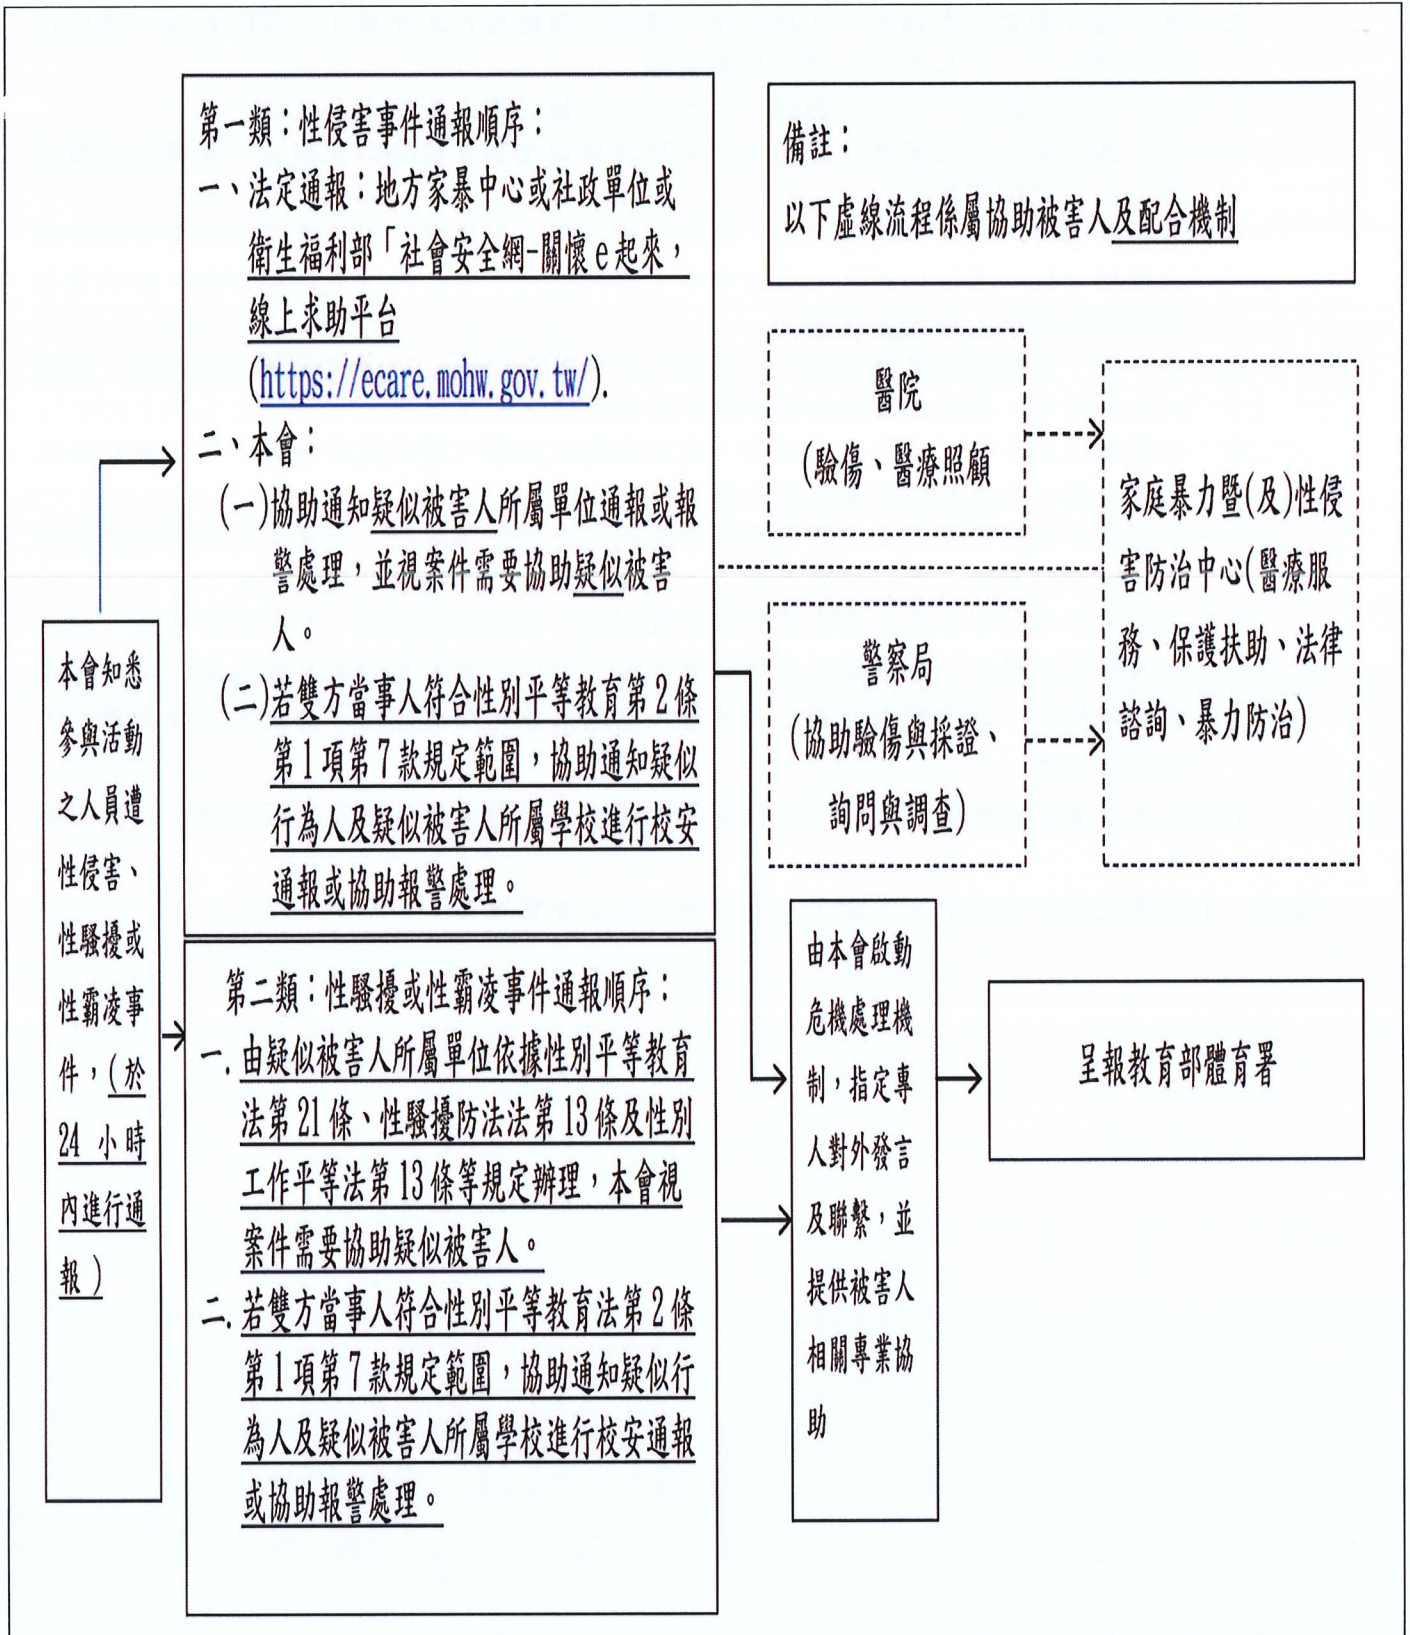 本會知悉
參與活動
之人員遭
性侵害、
性騷擾或
性霸凌事
件，(於
24 小時
內進行通
報)
第一類：性侵害事件通報順序：
一、法定通報：地方家暴中心或社政單位或
衛生福利部「社會安全網-關懷e起來，
線上求助平台
(https://ecare.mohw.gov.tw/).
二、本會：
(一)協助通知疑似被害人所屬單位通報或報
警處理，並視案件需要協助疑似被害
人。
(二)若雙方當事人符合性別平等教育第2條
第1項第7款規定範圍，協助通知疑似
行為人及疑似被害人所屬學校進行校安
通報或協助報警處理。
第二類：性騷擾或性霸凌事件通報順序：
一.由疑似被害人所屬單位依據性別平等教育
法第21條、性騷擾防法法第13條及性別
工作平等法第13條等規定辦理，本會視
案件需要協助疑似被害人。
二.若雙方當事人符合性別平等教育法第2條
第1項第7款規定範圍，協助通知疑似行
為人及疑似被害人所屬學校進行校安通報
或協助報警處理。
備註：
以下虛線流程係屬協助被害人及配合機制
醫院
(驗傷、醫療照顧
警察局
(協助驗傷與採證、
詢問與調查)
家庭暴力暨(及)性侵
害防治中心(醫療服
務、保護扶助、法律
諮詢、暴力防治)
由本會啟動
危機處理機
制，指定專
人對外發言
及聯繫，並
提供被害人
相關專業協
助
呈報教育部體育署